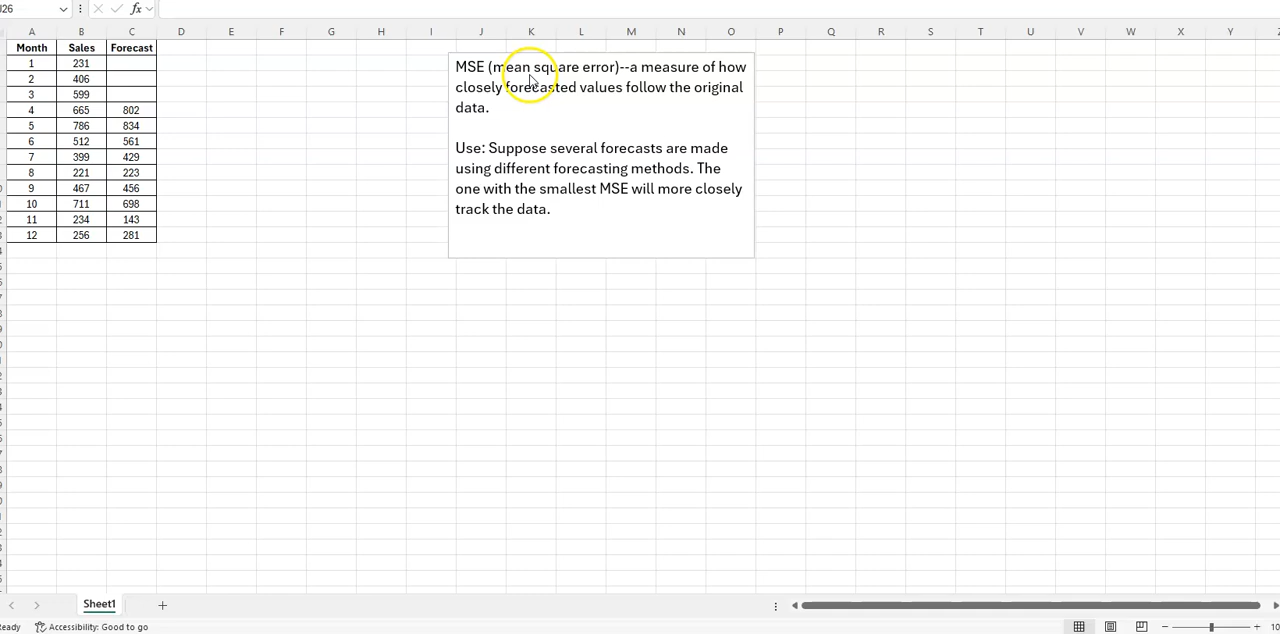 J26 fx
A B C D E F G H I J K L M N O P Q R S T U V W X Y Z
Month Sales Forecast
1 231
2 406
3 599
4 665 802
5 786 834
6 512 561
7 399 429
8 221 223
9 467 456
10 711 698
11 234 143
12 256 281
MSE (mean square error)--a measure of how
closely forecasted values follow the original
data.
Use: Suppose several forecasts are made
using different forecasting methods. The
one with the smallest MSE will more closely
track the data.
Sheet1
Accessibility: Good to go